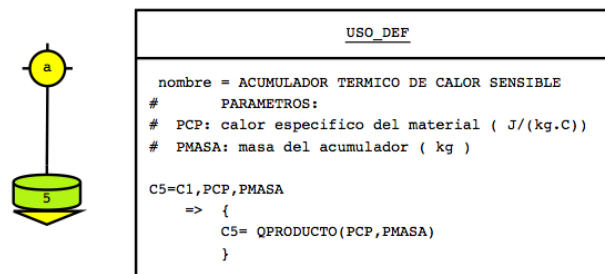 a
5
USO_DEF
nombre = ACUMULADOR TERMICO DE CALOR SENSIBLE
# PARAMETROS:
# PCP: calor especifico del material ( J/(kg.C))
# PMASA: masa del acumulador ( kg )
C5=C1,PCP,PMASA
=> {
C5= QPRODUCTO(PCP,PMASA)
}